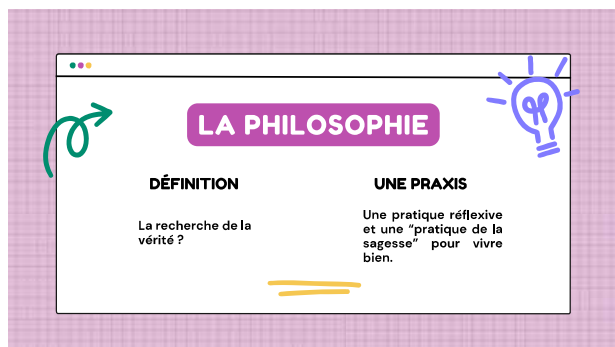 LA PHILOSOPHIE
DÉFINITION
La recherche de la
vérité ?
UNE PRAXIS
Une pratique réflexive
et une “pratique de la
sagesse” pour vivre
bien.